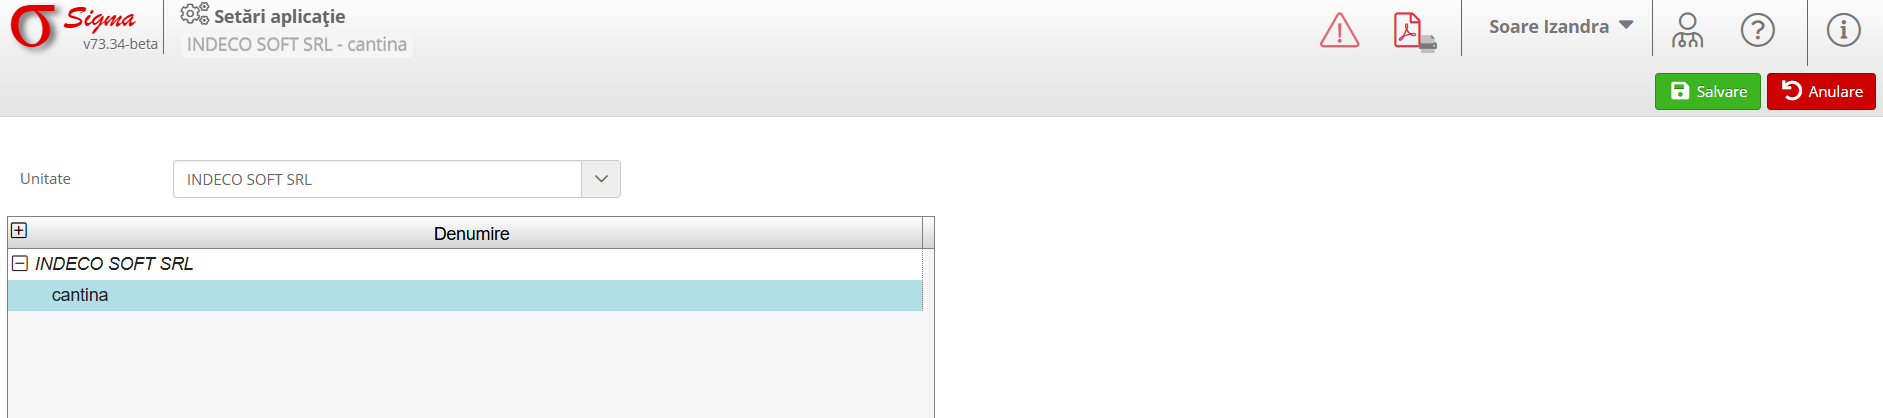 σ Sigma
v73.34-beta
Setări aplicație
INDECO SOFT SRL - cantina
Soare Izandra
Salvare
Anulare
Unitate
INDECO SOFT SRL
Denumire
INDECO SOFT SRL
cantina